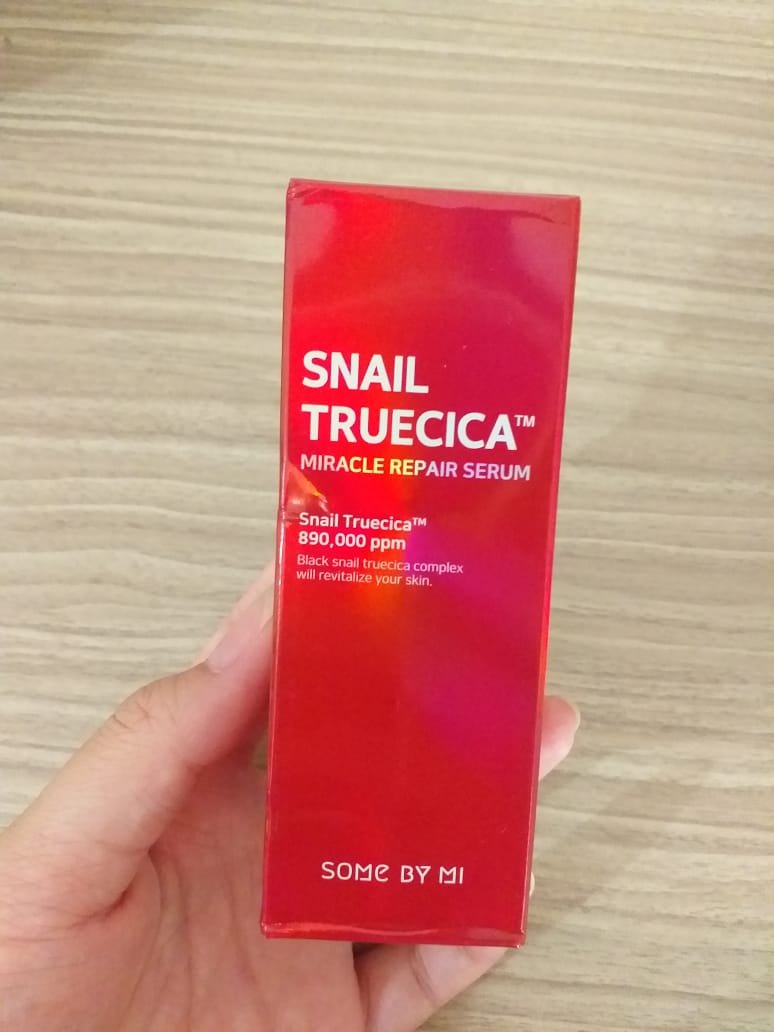 SNAIL
TRUECICA™
MIRACLE REPAIR SERUM
Snail Truecica™
890,000 ppm
Black snail truecica complex
will revitalize your skin.
SOME BY MI